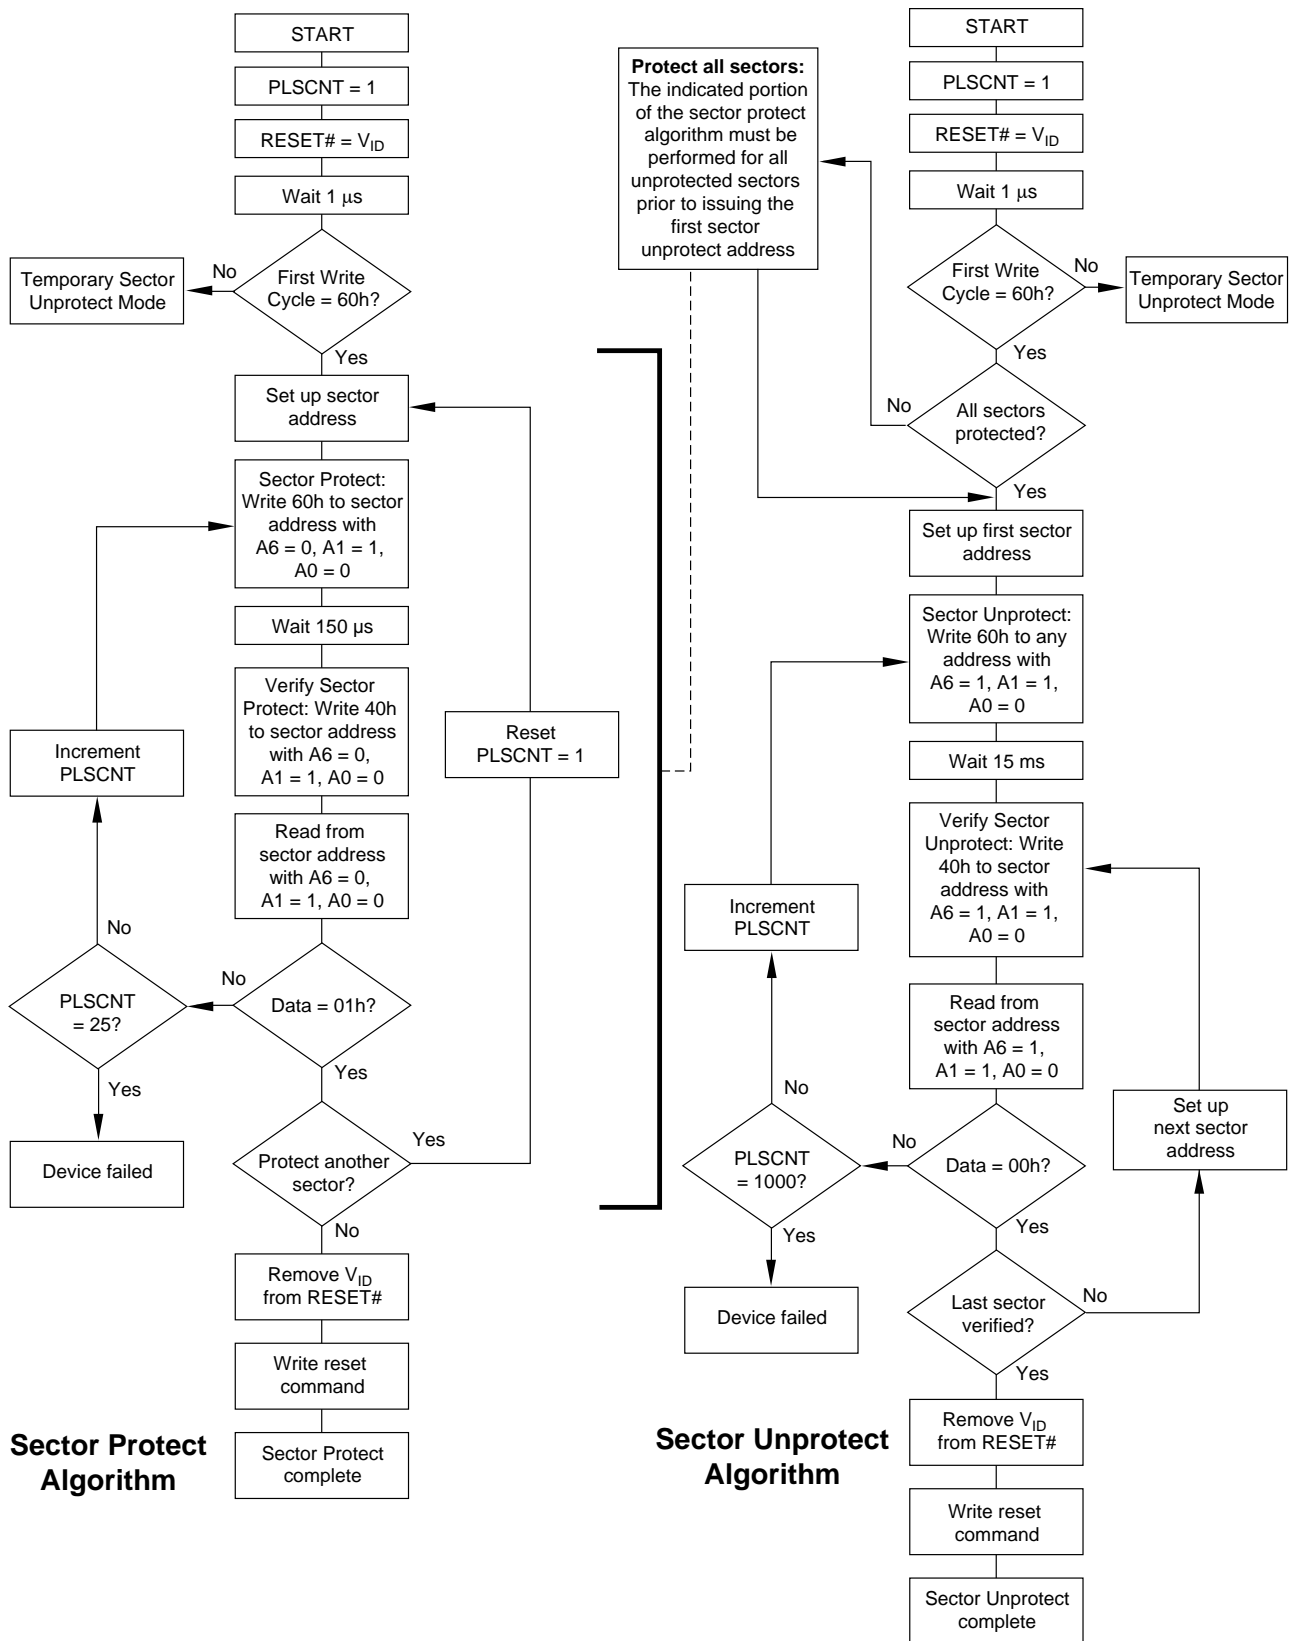 START
PLSCNT = 1
RESET# = VID
Wait 1 μs
First Write
Cycle = 60h?
No
Temporary Sector
Unprotect Mode
Yes
Set up sector
address
Sector Protect:
Write 60h to sector
address with
A6 = 0, A1 = 1,
A0 = 0
Wait 150 µs
Verify Sector
Protect: Write 40h
to sector address
with A6 = 0,
A1 = 1, A0 = 0
Reset
PLSCNT = 1
Increment
PLSCNT
Read from
sector address
with A6 = 0,
A1 = 1, A0 = 0
No
PLSCNT
= 25?
No
Data = 01h?
Yes
Yes
Device failed
Protect another
sector?
Yes
No
Remove VID
from RESET#
Write reset
command
Sector Protect
complete
Sector Protect
Algorithm
Protect all sectors:
The indicated portion
of the sector protect
algorithm must be
performed for all
unprotected sectors
prior to issuing the
first sector
unprotect address
START
PLSCNT = 1
RESET# = VID
Wait 1 μs
First Write
Cycle = 60h?
No
Temporary Sector
Unprotect Mode
Yes
No
All sectors
protected?
Yes
Set up first sector
address
Sector Unprotect:
Write 60h to any
address with
A6 = 1, A1 = 1,
A0 = 0
Wait 15 ms
Verify Sector
Unprotect: Write
40h to sector
address with
A6 = 1, A1 = 1,
A0 = 0
Increment
PLSCNT
Read from
sector address
with A6 = 1,
A1 = 1, A0 = 0
No
PLSCNT
= 1000?
No
Data = 00h?
Set up
next sector
address
Yes
Yes
Device failed
Last sector
verified?
No
Yes
Remove VID
from RESET#
Write reset
command
Sector Unprotect
complete
Sector Unprotect
Algorithm